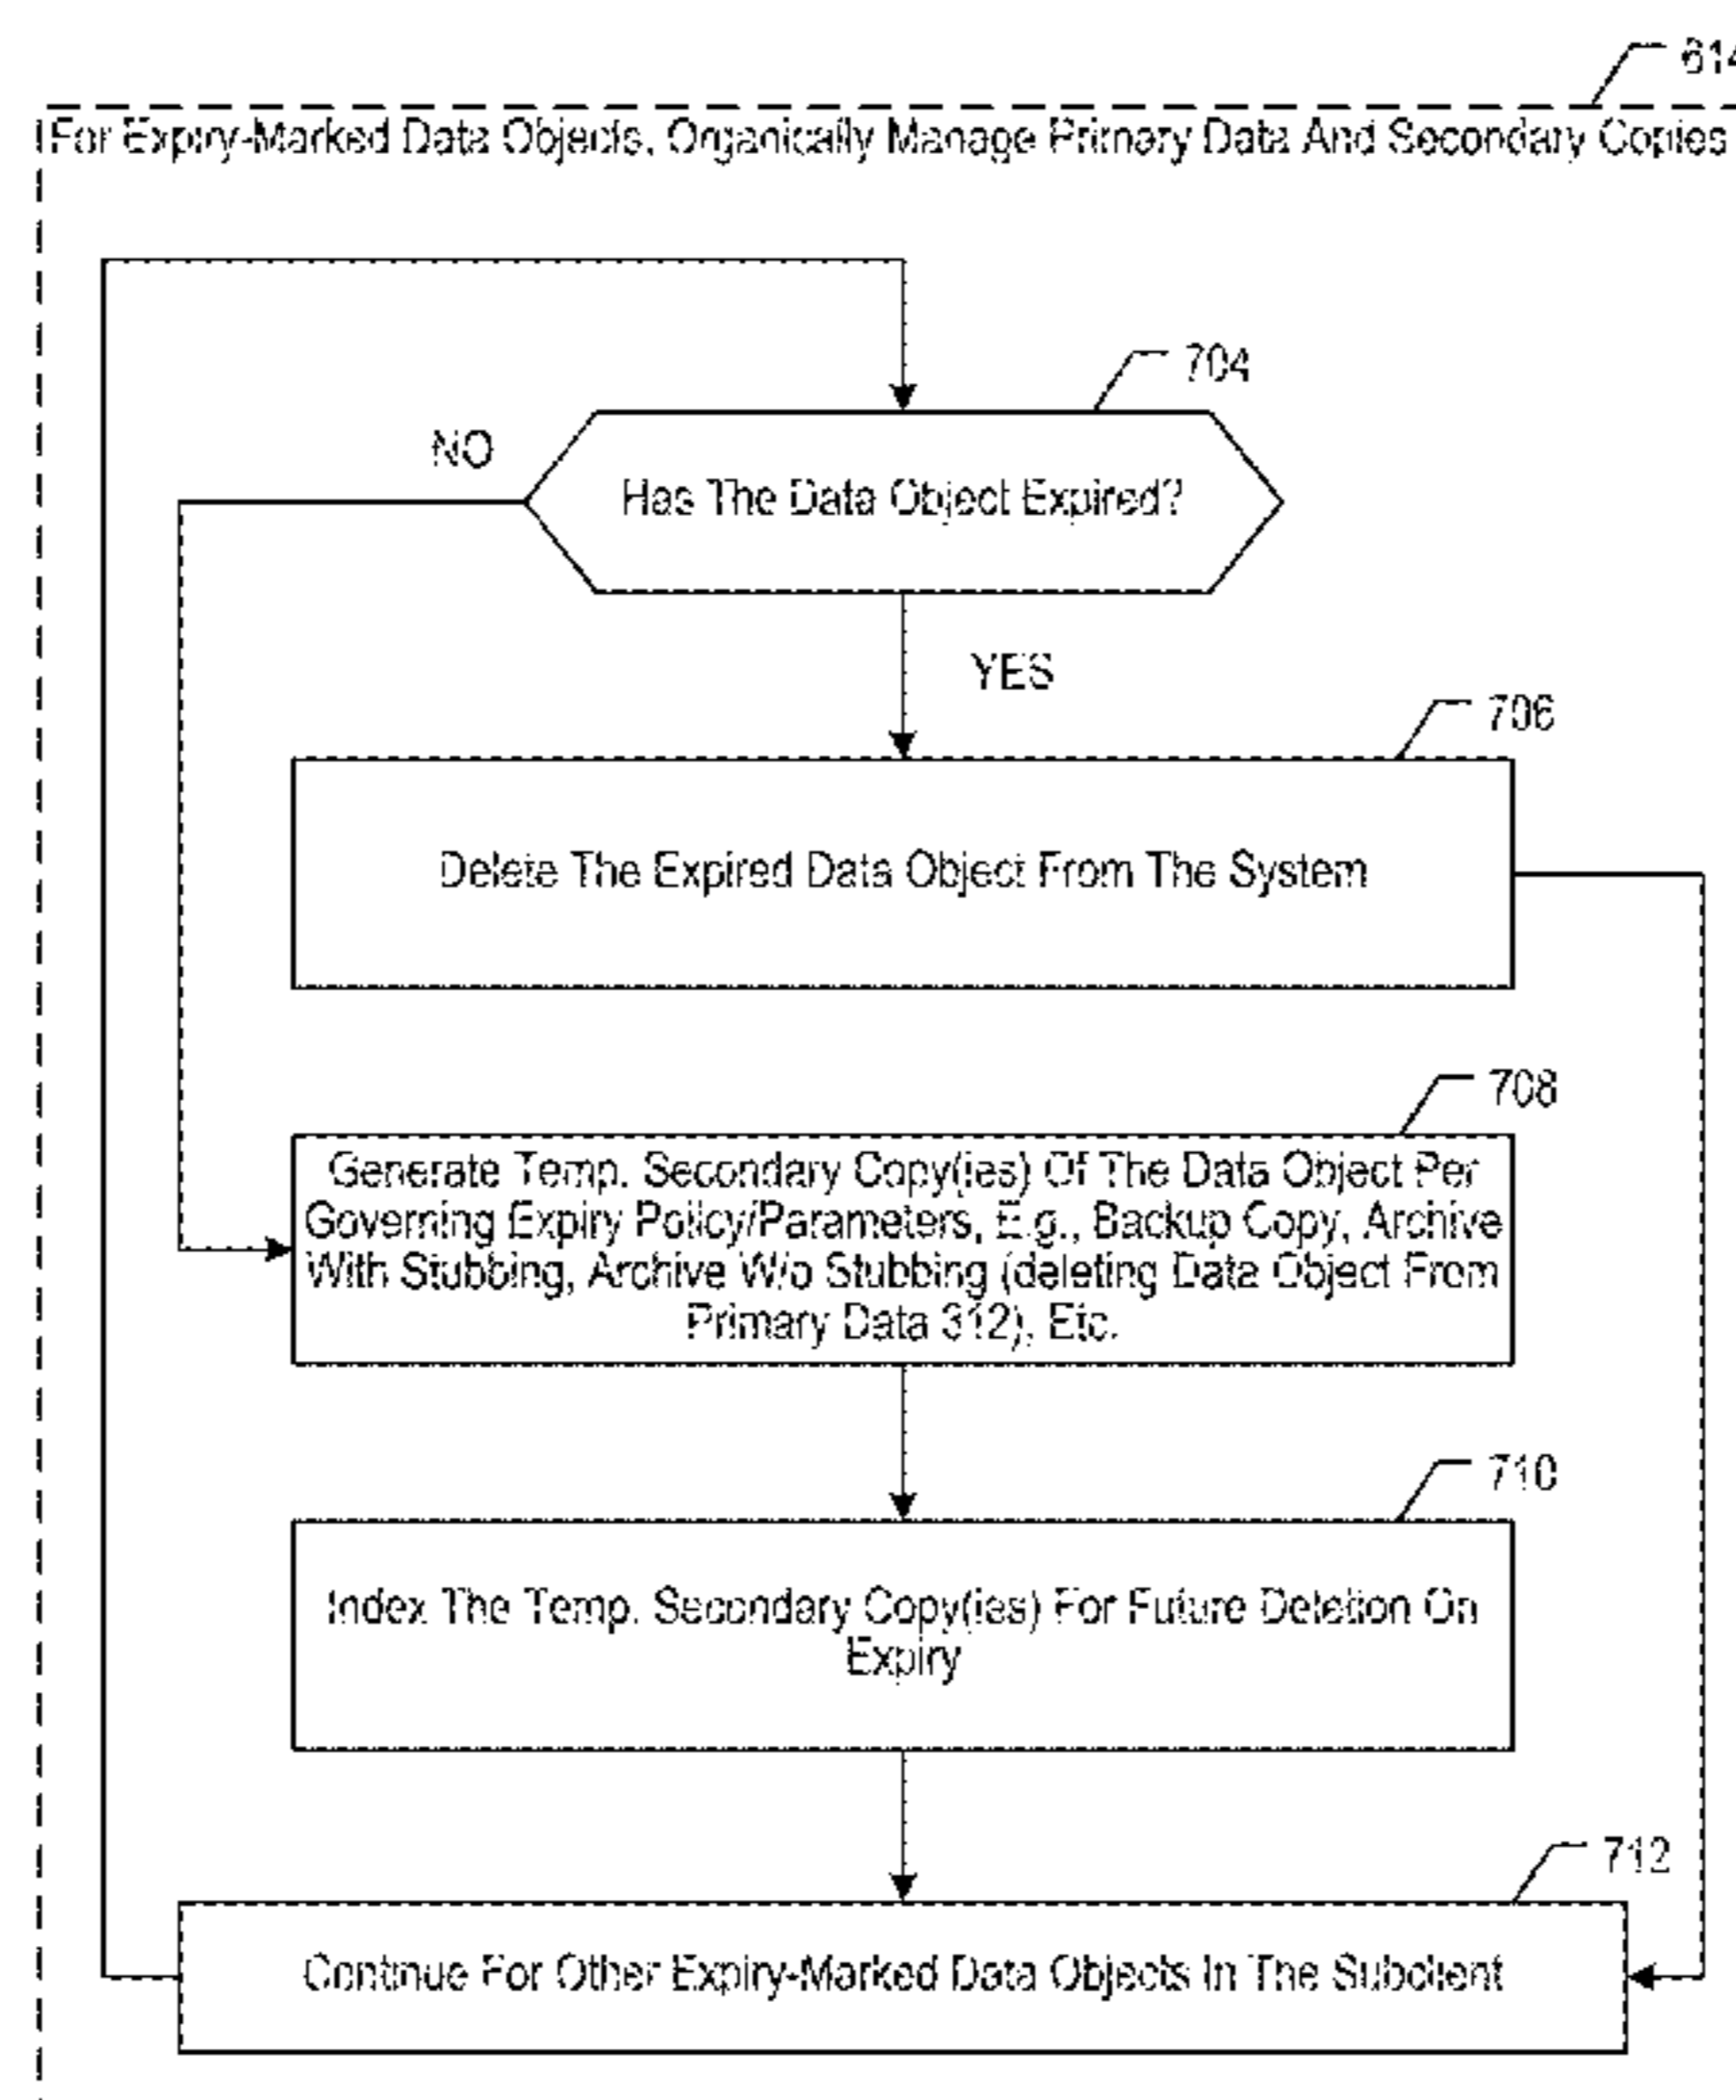 614
For Expiry-Marked Data Objects, Organically Manage Primary Data And Secondary Copies
704
NO
Has The Data Object Expired?
YES
706
Delete The Expired Data Object From The System
708
Generate Temp. Secondary Copy(ies) Of The Data Object Per
Governing Expiry Policy/Parameters, E.g., Backup Copy, Archive
With Stubbing, Archive W/o Stubbing (deleting Data Object From
Primary Data 312), Etc.
710
Index The Temp. Secondary Copy(ies) For Future Deletion On
Expiry
712
Continue For Other Expiry-Marked Data Objects In The Subclient